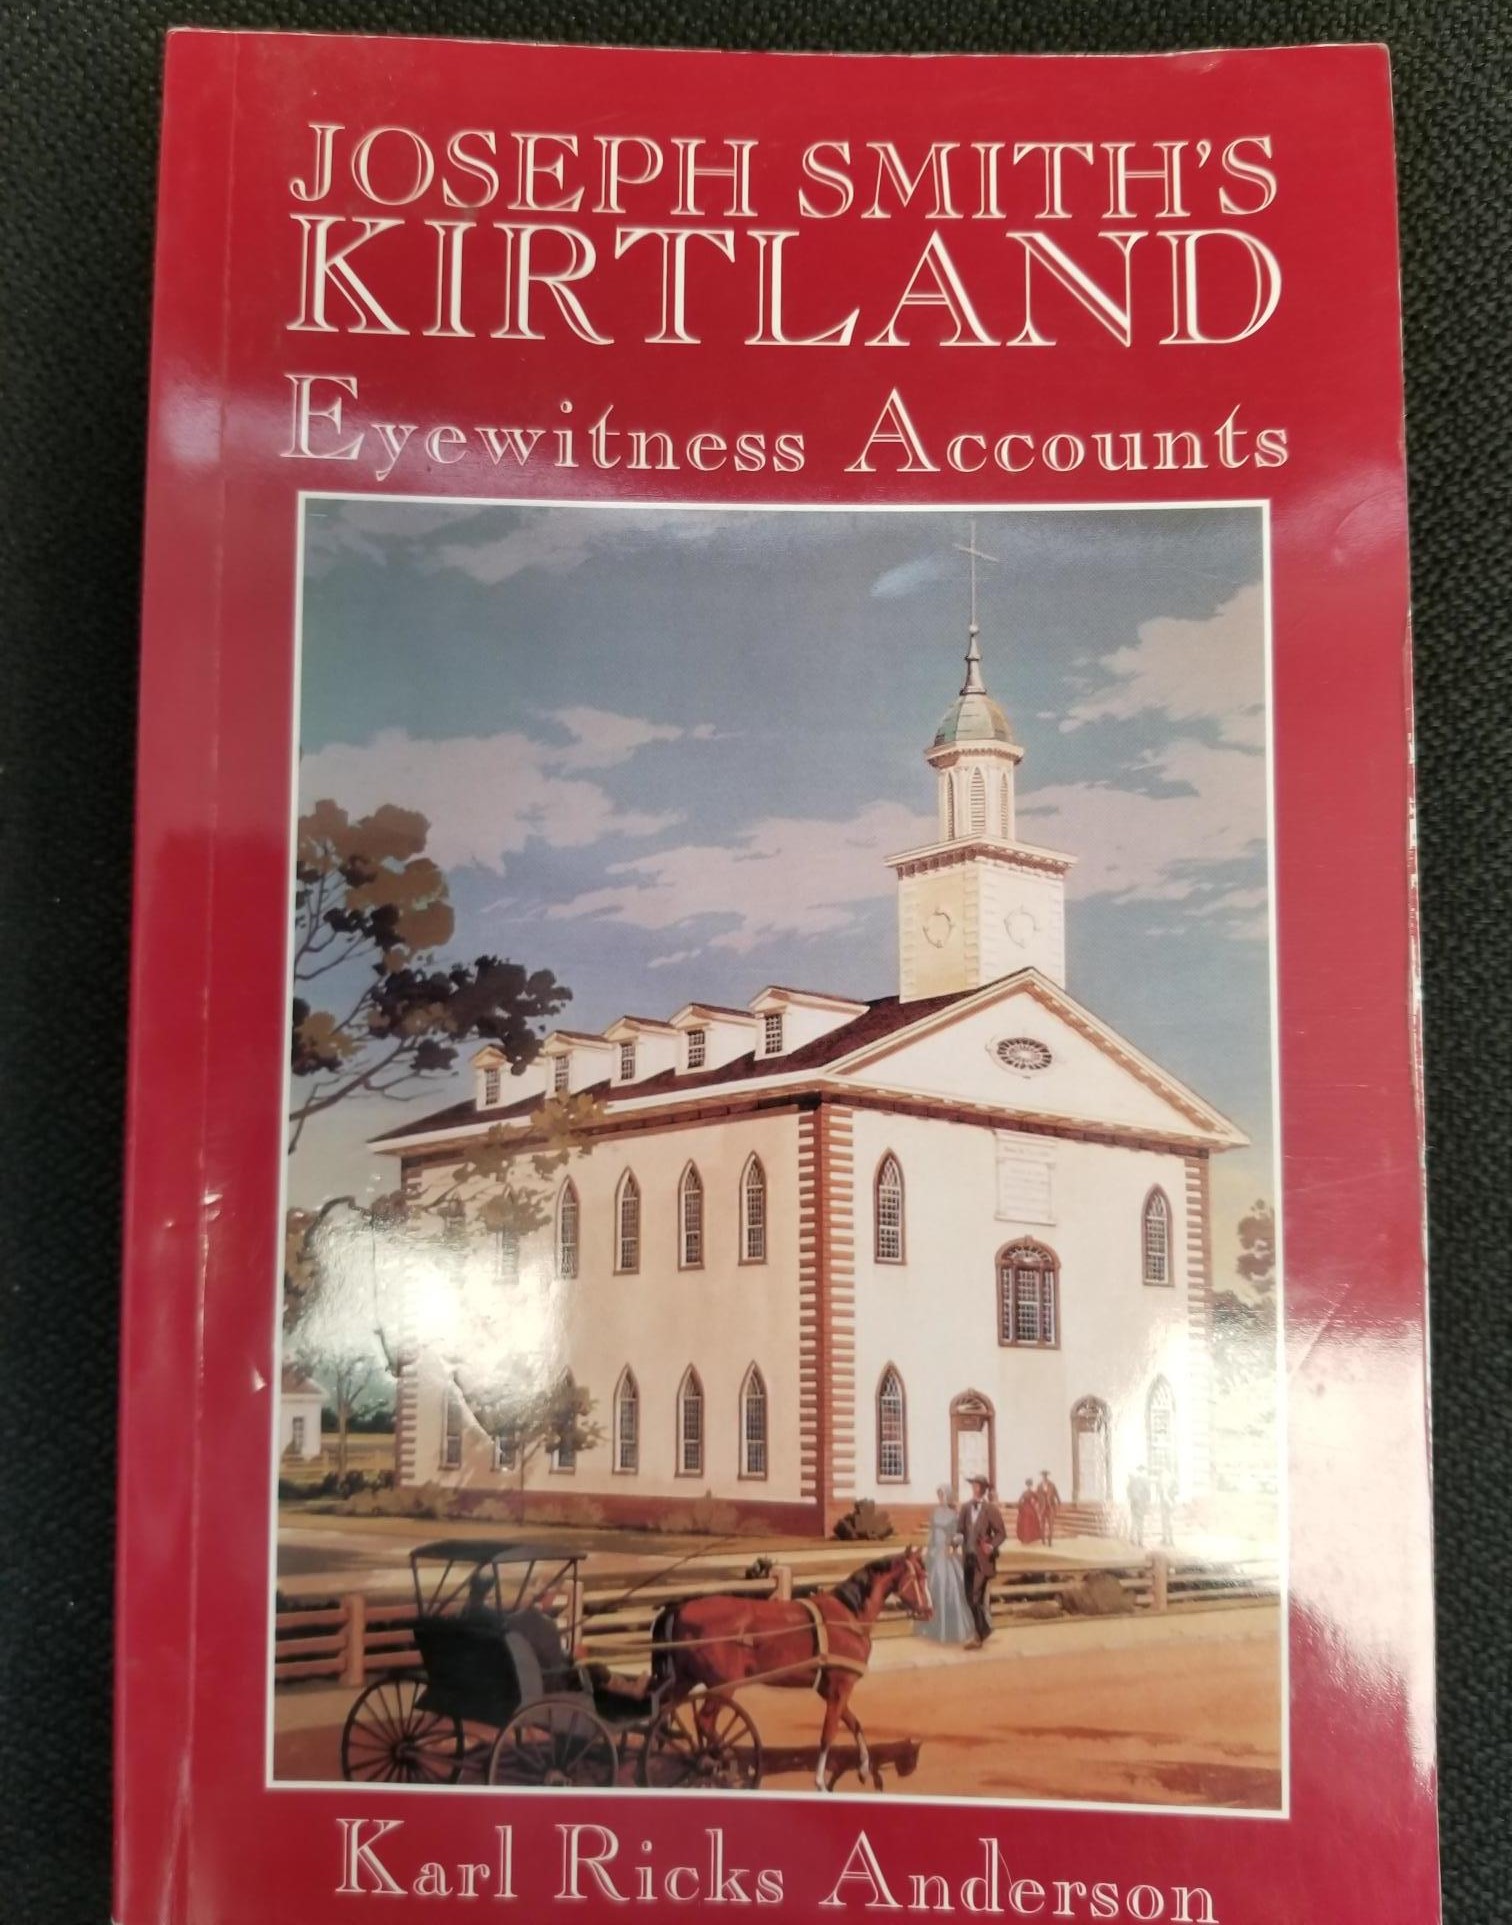 JOSEPH SMITH'S
KIRTLAND
Eyewitness Accounts
Karl Ricks Anderson